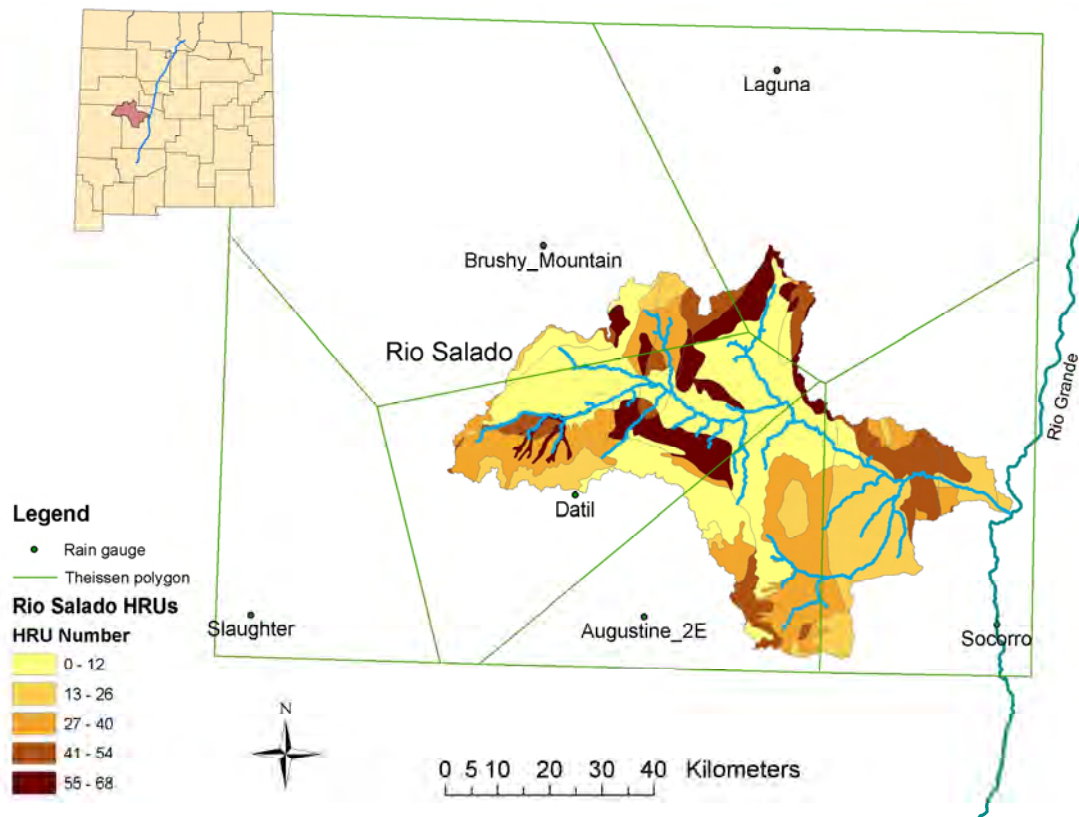 Laguna
Brushy_Mountain
Rio Salado
Rio Grande
Datil
Legend
Rain gauge
Theissen polygon
Rio Salado HRUs
HRU Number
0 - 12
13 - 26
27 - 40
41 - 54
55 - 68
Slaughter
Augustine_2E
Socorro
N
0 5 10 20 30 40 Kilometers